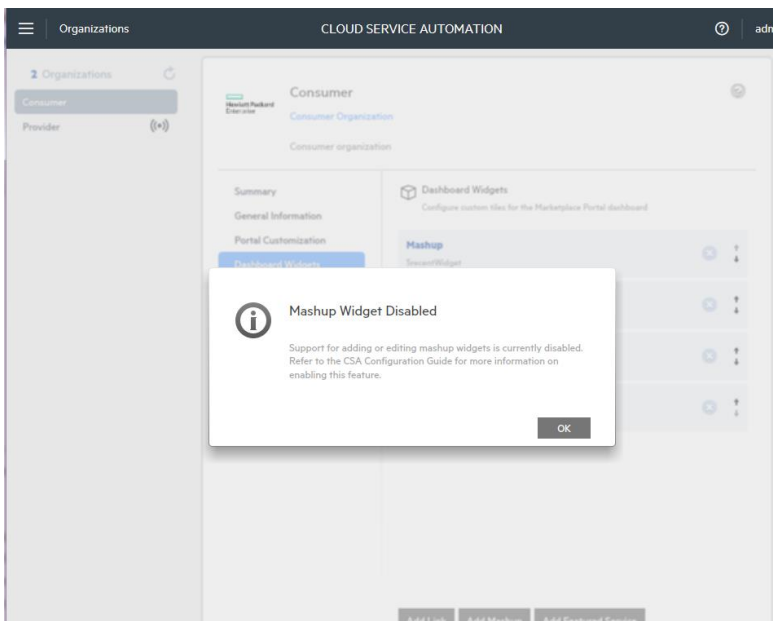 Organizations
CLOUD SERVICE AUTOMATION
adm
2 Organizations
Consumer
Provider
Hewlett Packard
Enterprise
Consumer
Consumer Organization
Consumer organization
Summary
General Information
Portal Customization
Dashboard Widgets
Dashboard Widgets
Configure custom tiles for the Marketplace Portal dashboard
Mashup
Mashup Widget Disabled
Support for adding or editing mashup widgets is currently disabled.
Refer to the CSA Configuration Guide for more information on
enabling this feature.
OK
Add Link
Add Mashup
Add Featured Service